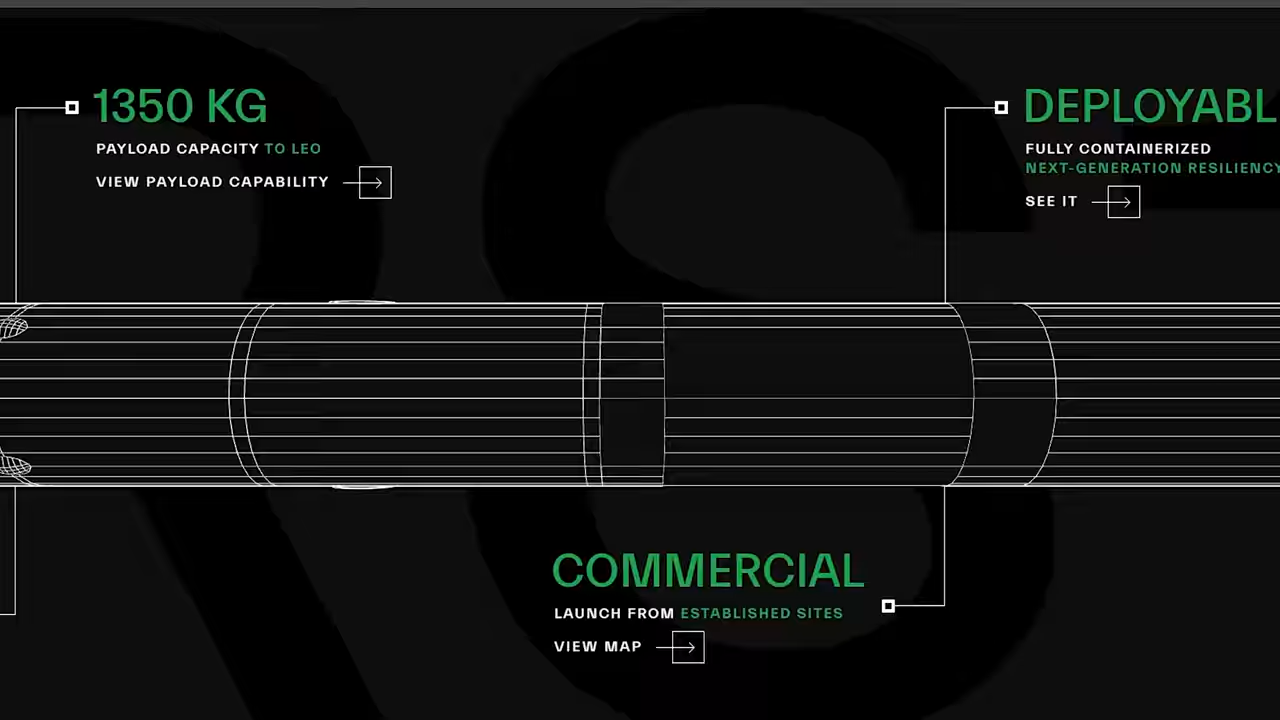 1350 KG
PAYLOAD CAPACITY TO LEO
VIEW PAYLOAD CAPABILITY
DEPLOYABL
FULLY CONTAINERIZED
NEXT-GENERATION RESILIENCY
SEE IT
COMMERCIAL
LAUNCH FROM ESTABLISHED SITES
VIEW MAP